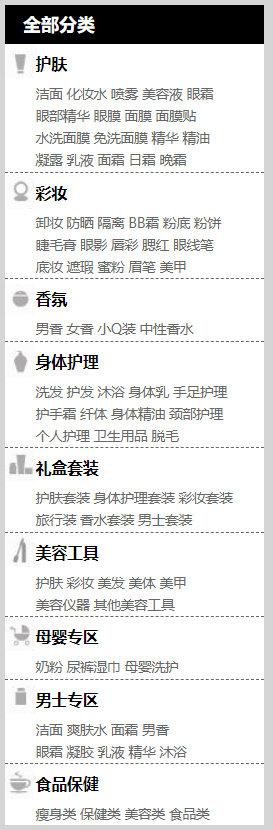 全部分类
护肤
洁面 化妆水 喷雾 美容液 眼霜
眼部精华 眼膜 面膜 面膜贴
水洗面膜 免洗面膜 精华 精油
凝露 乳液 面霜 日霜 晚霜
彩妆
卸妆 防晒 隔离 BB霜 粉底 粉饼
睫毛膏 眼影 唇彩 腮红 眼线笔
底妆 遮瑕 蜜粉 眉笔 美甲
香氛
男香 女香 小Q装 中性香水
身体护理
洗发 护发 沐浴 身体乳 手足护理
护手霜 纤体 身体精油 颈部护理
个人护理 卫生用品 脱毛
礼盒套装
护肤套装 身体护理套装 彩妆套装
旅行装 香水套装 男士套装
美容工具
护肤 彩妆 美发 美体 美甲
美容仪器 其他美容工具
母婴专区
奶粉 尿裤湿巾 母婴洗护
男士专区
洁面 爽肤水 面霜 男香
眼霜 凝胶 乳液 精华 沐浴
食品保健
瘦身类 保健类 美容类 食品类